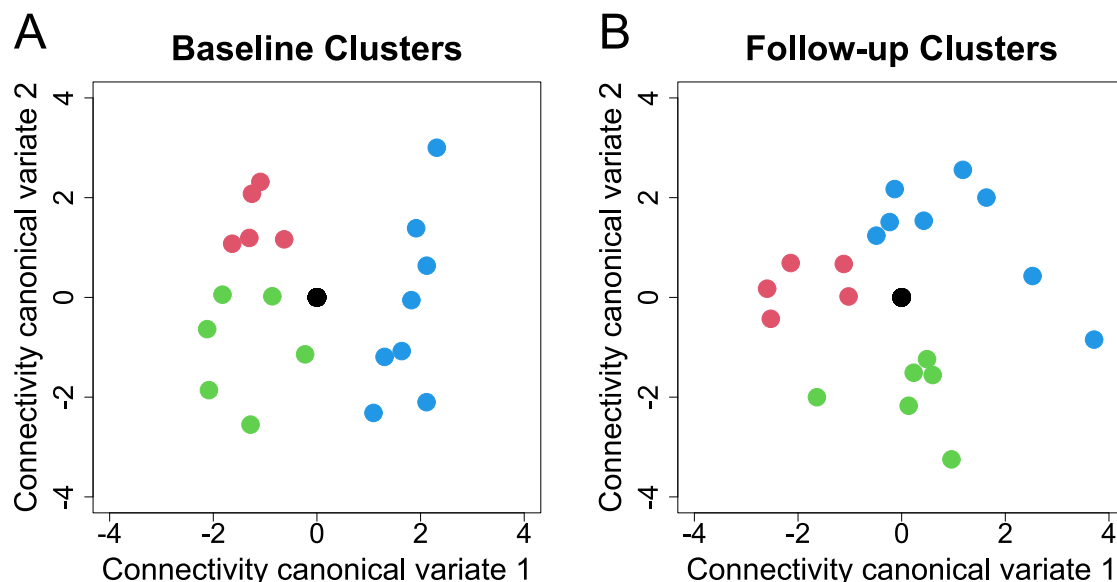 A
Baseline Clusters
Connectivity canonical variate 2
4
2
0
-2
-4
-4
-2
0
2
4
Connectivity canonical variate 1
B
Follow-up Clusters
Connectivity canonical variate 2
4
2
0
-2
-4
-4
-2
0
2
4
Connectivity canonical variate 1